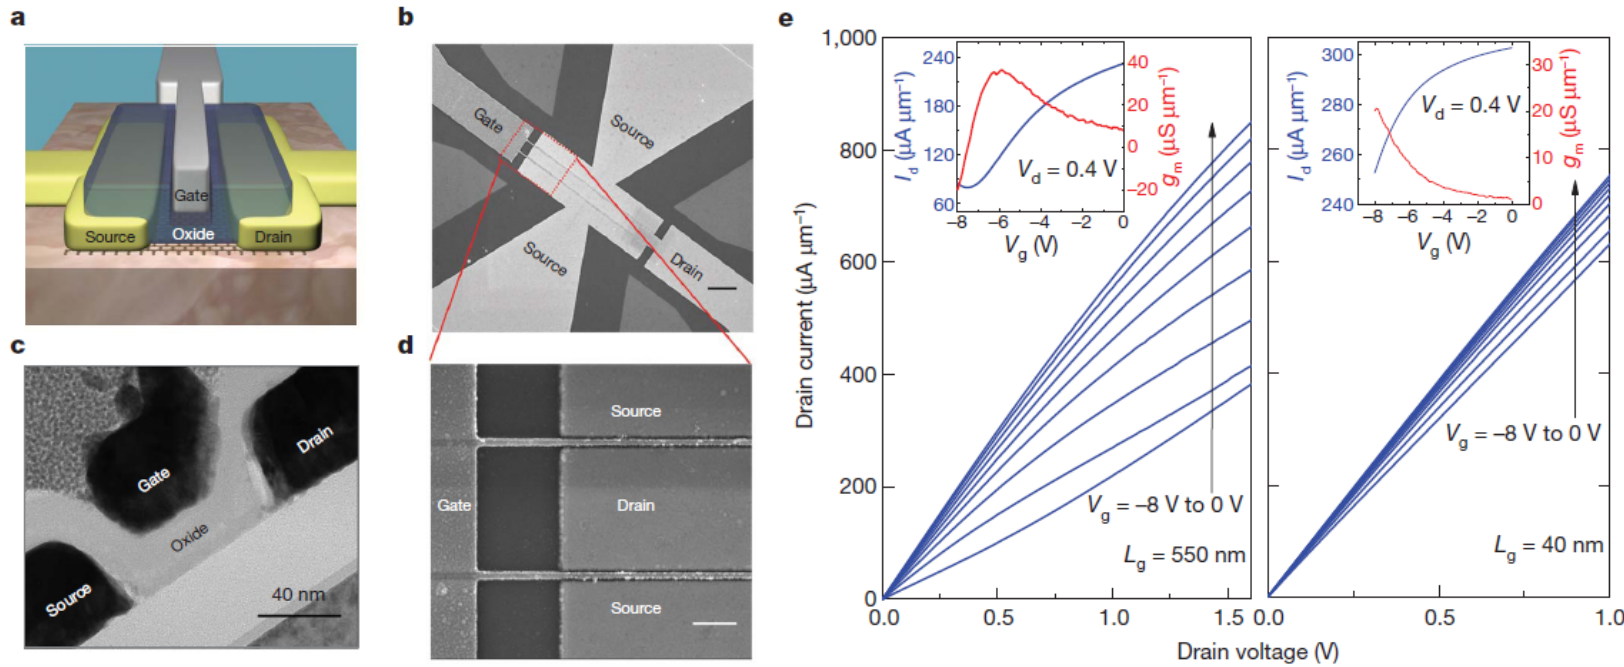 a
Gate
Source
Oxide
Drain
b
Gate
Source
Source
Drain
c
Gate
Drain
Oxide
Source
40 nm
d
Source
Gate
Drain
Source
e
1,000
800
600
400
200
0
Drain current (μA μm⁻¹)
0.0
0.5
1.0
1.5
240
180
120
60
I_d (μA μm⁻¹)
40
20
0
−20
g_m (μS μm⁻¹)
V_d = 0.4 V
−8
−6
−4
−2
0
V_g (V)
V_g = −8 V to 0 V
L_g = 550 nm
300
280
260
240
I_d (μA μm⁻¹)
30
20
10
0
g_m (μS μm⁻¹)
V_d = 0.4 V
−8
−6
−4
−2
0
V_g (V)
V_g = −8 V to 0 V
L_g = 40 nm
0.0
0.5
1.0
Drain voltage (V)